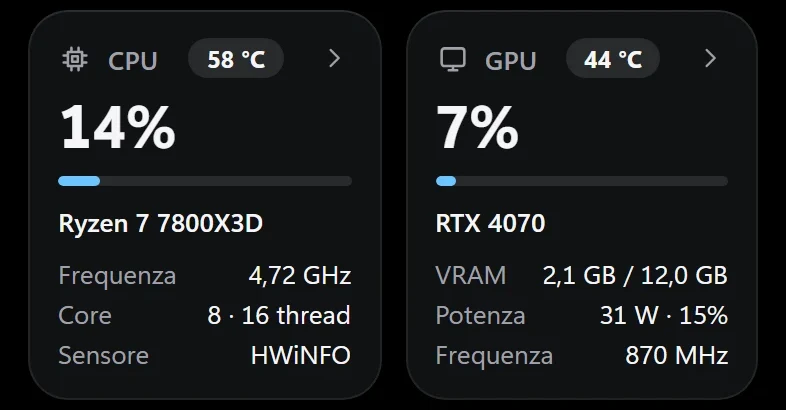 CPU 58 °C
14%
Ryzen 7 7800X3D
Frequenza 4,72 GHz
Core 8 · 16 thread
Sensore HWiNFO
GPU 44 °C
7%
RTX 4070
VRAM 2,1 GB / 12,0 GB
Potenza 31 W · 15%
Frequenza 870 MHz